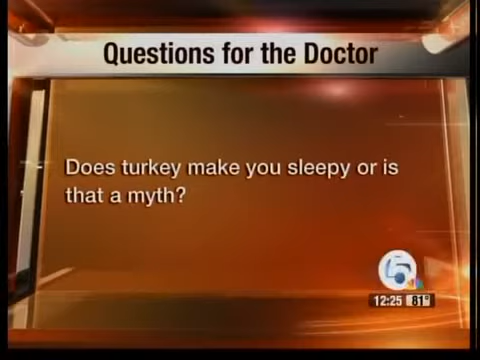 Questions for the Doctor
Does turkey make you sleepy or is
that a myth?
5
12:25 81°